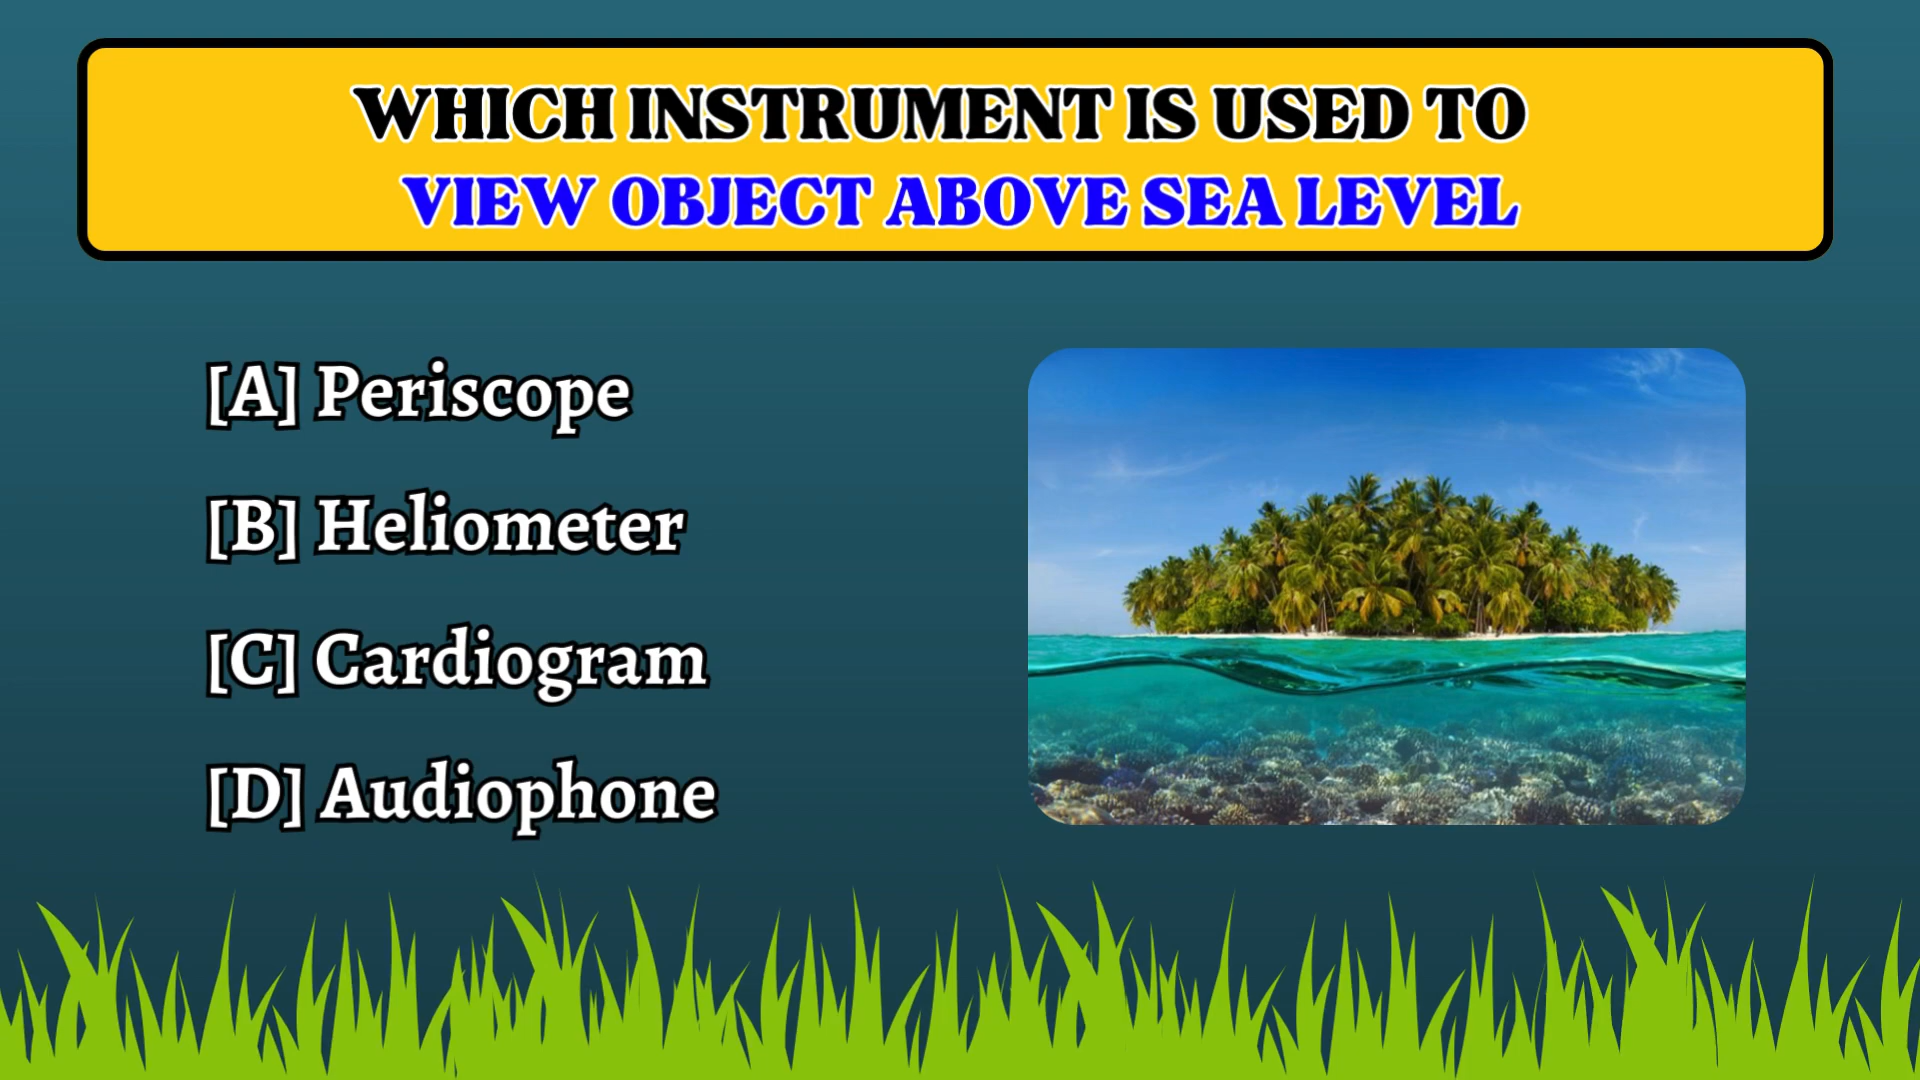 WHICH INSTRUMENT IS USED TO
VIEW OBJECT ABOVE SEA LEVEL
[A] Periscope
[B] Heliometer
[C] Cardiogram
[D] Audiophone